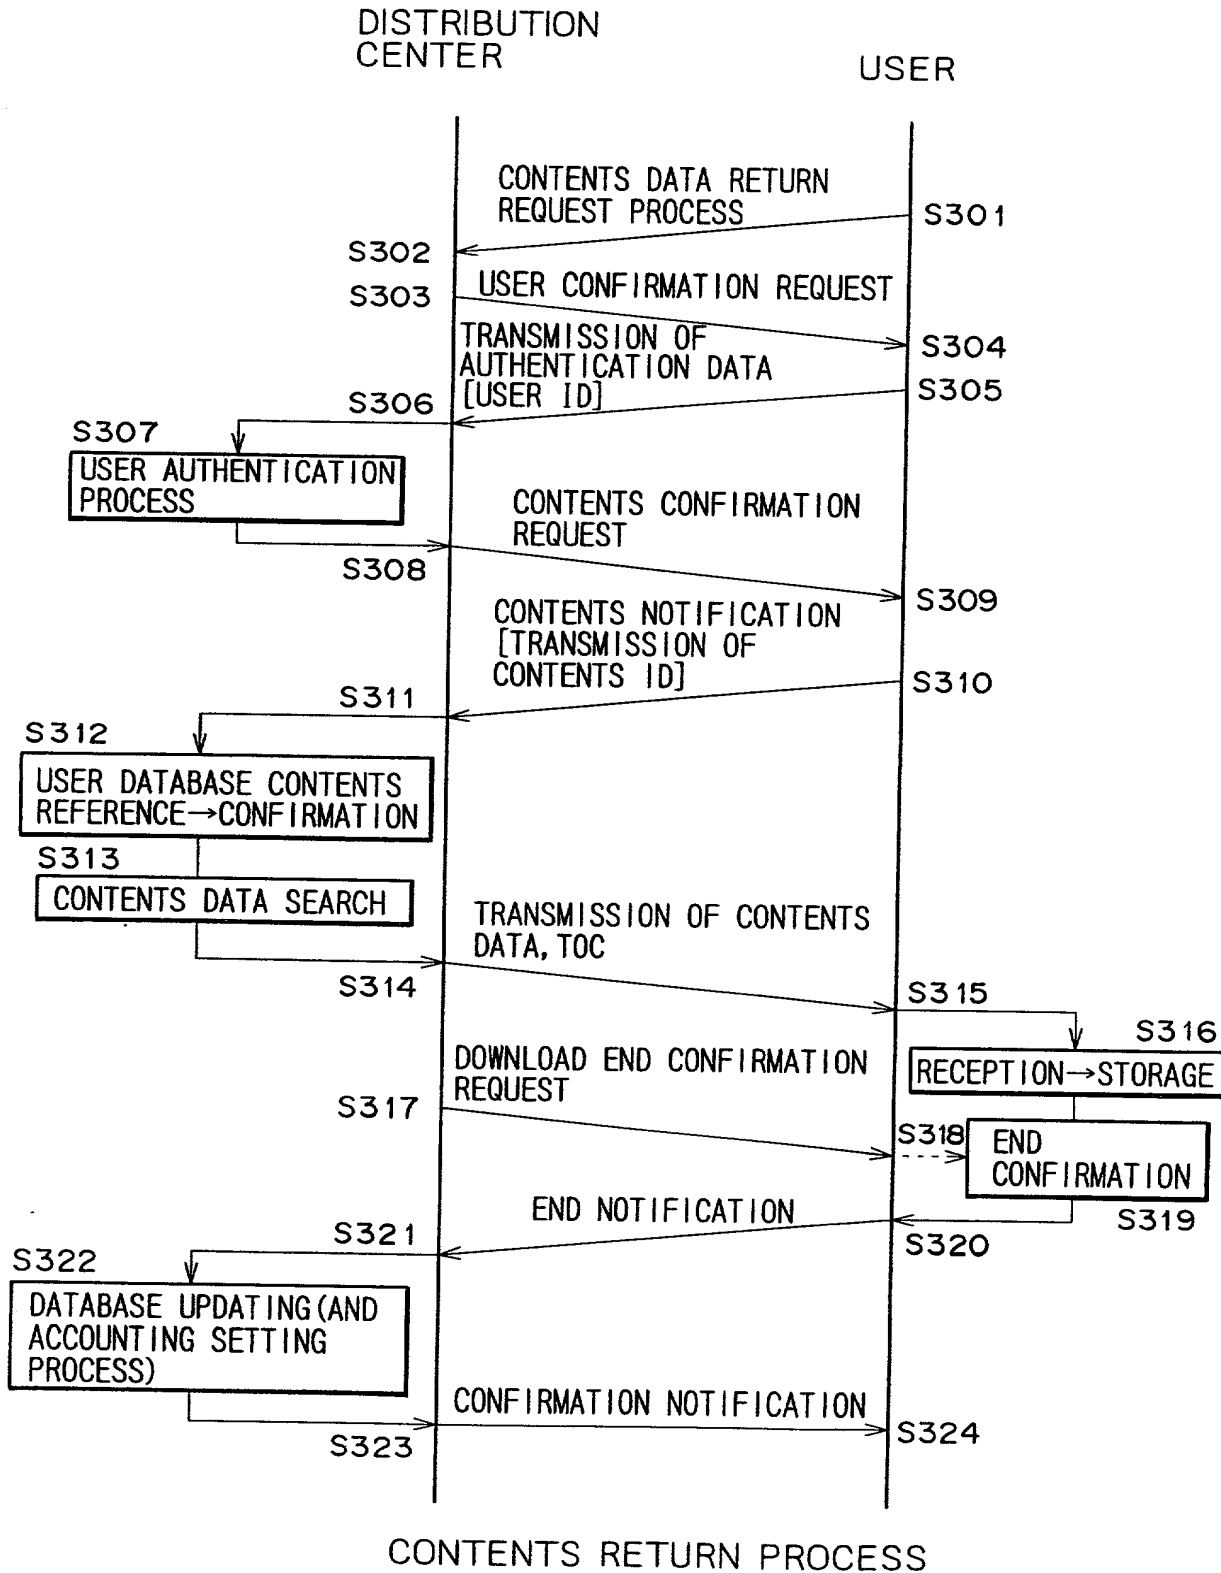 DISTRIBUTION
CENTER
USER
CONTENTS DATA RETURN
REQUEST PROCESS
S301
S302
USER CONFIRMATION REQUEST
S303
S304
TRANSMISSION OF
AUTHENTICATION DATA
[USER ID]
S305
S306
S307
USER AUTHENTICATION
PROCESS
CONTENTS CONFIRMATION
REQUEST
S308
S309
CONTENTS NOTIFICATION
[TRANSMISSION OF
CONTENTS ID]
S310
S311
S312
USER DATABASE CONTENTS
REFERENCE→CONFIRMATION
S313
CONTENTS DATA SEARCH
TRANSMISSION OF CONTENTS
DATA, TOC
S314
S315
S316
RECEPTION→STORAGE
DOWNLOAD END CONFIRMATION
REQUEST
S317
S318
END
CONFIRMATION
S319
END NOTIFICATION
S320
S321
S322
DATABASE UPDATING(AND
ACCOUNTING SETTING
PROCESS)
CONFIRMATION NOTIFICATION
S323
S324
CONTENTS RETURN PROCESS